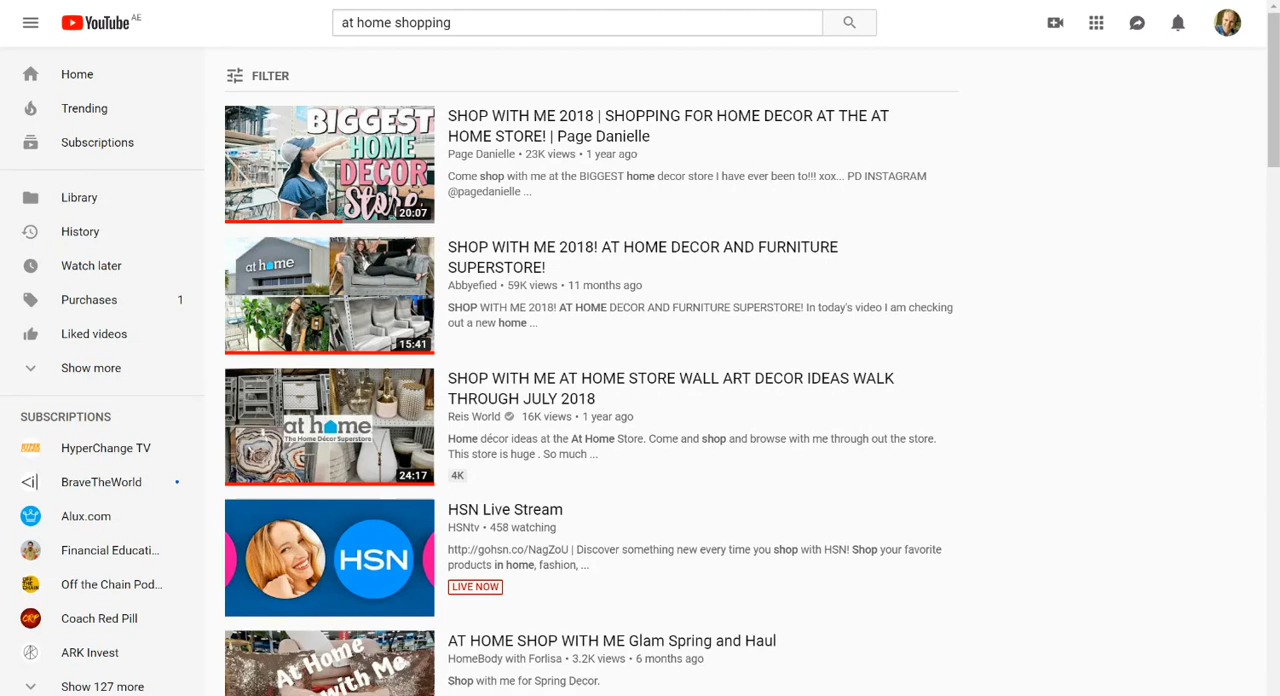 YouTube AE
at home shopping
Home
Trending
Subscriptions
Library
History
Watch later
Purchases 1
Liked videos
Show more
SUBSCRIPTIONS
HyperChange TV
BraveTheWorld
Alux.com
Financial Educati...
Off the Chain Pod...
Coach Red Pill
ARK Invest
Show 127 more
FILTER
BIGGEST
HOME
DECOR
Store
20:07
SHOP WITH ME 2018 | SHOPPING FOR HOME DECOR AT THE AT
HOME STORE! | Page Danielle
Page Danielle • 23K views • 1 year ago
Come shop with me at the BIGGEST home decor store I have ever been to!!! xox... PD INSTAGRAM
@pagedanielle ...
at home
15:41
SHOP WITH ME 2018! AT HOME DECOR AND FURNITURE
SUPERSTORE!
Abbyefied • 59K views • 11 months ago
SHOP WITH ME 2018! AT HOME DECOR AND FURNITURE SUPERSTORE! In today's video I am checking
out a new home ...
at home
The Home Décor Superstore
24:17
SHOP WITH ME AT HOME STORE WALL ART DECOR IDEAS WALK
THROUGH JULY 2018
Reis World 16K views • 1 year ago
Home décor ideas at the At Home Store. Come and shop and browse with me through out the store.
This store is huge . So much ...
4K
HSN
HSN Live Stream
HSNtv • 458 watching
http://gohsn.co/NagZoU | Discover something new every time you shop with HSN! Shop your favorite
products in home, fashion, ...
LIVE NOW
At Home
with Me
AT HOME SHOP WITH ME Glam Spring and Haul
HomeBody with Forlisa • 3.2K views • 6 months ago
Shop with me for Spring Decor.